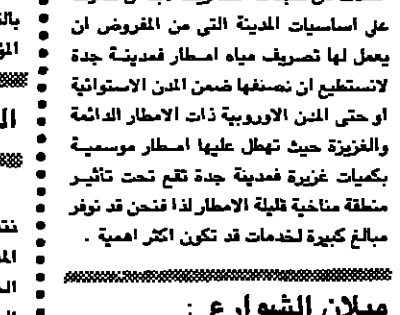 على اساسيات المدينة التى من المفروض ان
يعمل لها تصريف مياه امطار فمدينة جدة
لانستطيع ان نصنفها ضمن المدن الاستوائية
او حتى المدن الاوروبية ذات الامطار الدائمة
والغزيزة حيث تهطل عليها امطار موسمية
بكميات غزيرة فمدينة جدة تقع تحت تأثير
منطقة مناخية قليلة الامطار لذا فنحن قد نوفر
مبالغ كبيرة لخدمات قد تكون اكثر اهمية .
ميلان الشوارع :